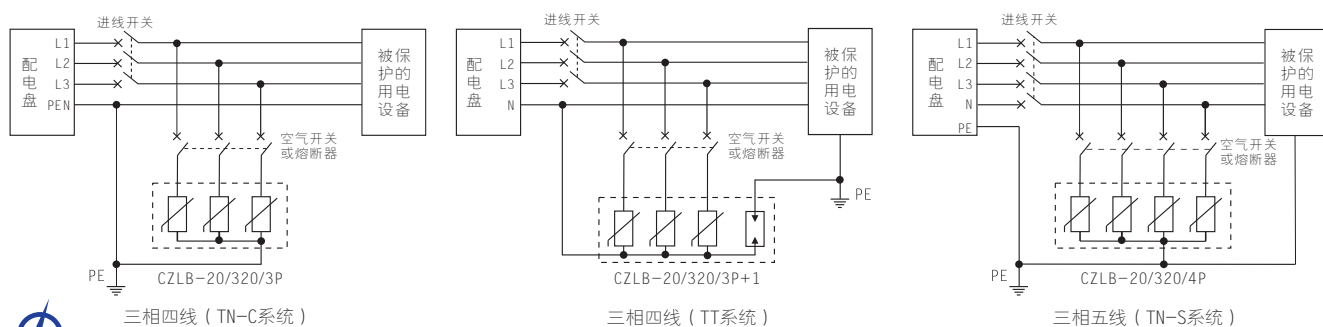 进线开关
配电盘
L1
L2
L3
PEN
被保护的用电设备
空气开关
或熔断器
PE
CZLB-20/320/3P
三相四线（TN-C系统）
进线开关
配电盘
L1
L2
L3
N
被保护的用电设备
空气开关
或熔断器
PE
CZLB-20/320/3P+1
三相四线（TT系统）
进线开关
配电盘
L1
L2
L3
N
PE
被保护的用电设备
空气开关
或熔断器
PE
CZLB-20/320/4P
三相五线（TN-S系统）